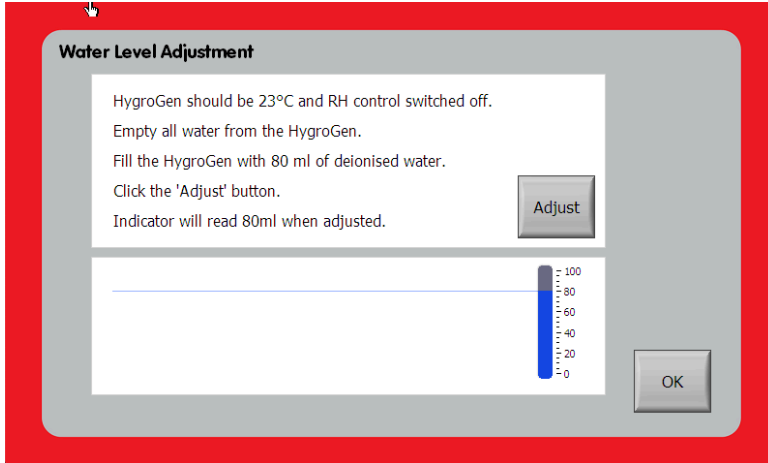 Water Level Adjustment
HygroGen should be 23°C and RH control switched off.
Empty all water from the HygroGen.
Fill the HygroGen with 80 ml of deionised water.
Click the 'Adjust' button.
Indicator will read 80ml when adjusted.
Adjust
100
80
60
40
20
0
OK